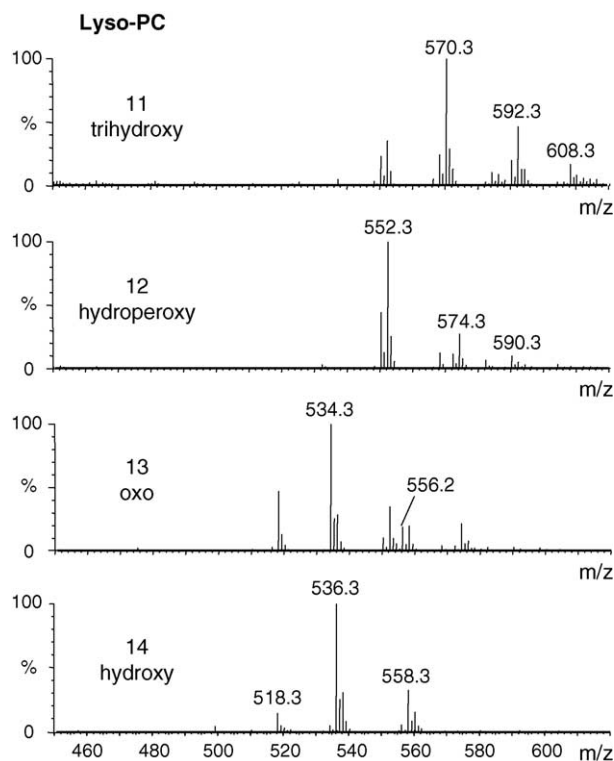 Lyso-PC
570.3
100
11
trihydroxy
%
592.3
608.3
0
m/z
552.3
100
12
hydroperoxy
%
574.3
590.3
0
m/z
534.3
100
13
oxo
%
556.2
0
m/z
536.3
100
14
hydroxy
%
518.3
558.3
0
m/z
460 480 500 520 540 560 580 600